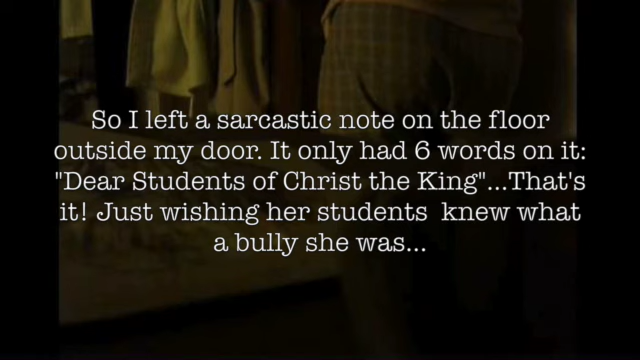 So I left a sarcastic note on the floor
outside my door. It only had 6 words on it:
"Dear Students of Christ the King"...That's
it! Just wishing her students  knew what
a bully she was...